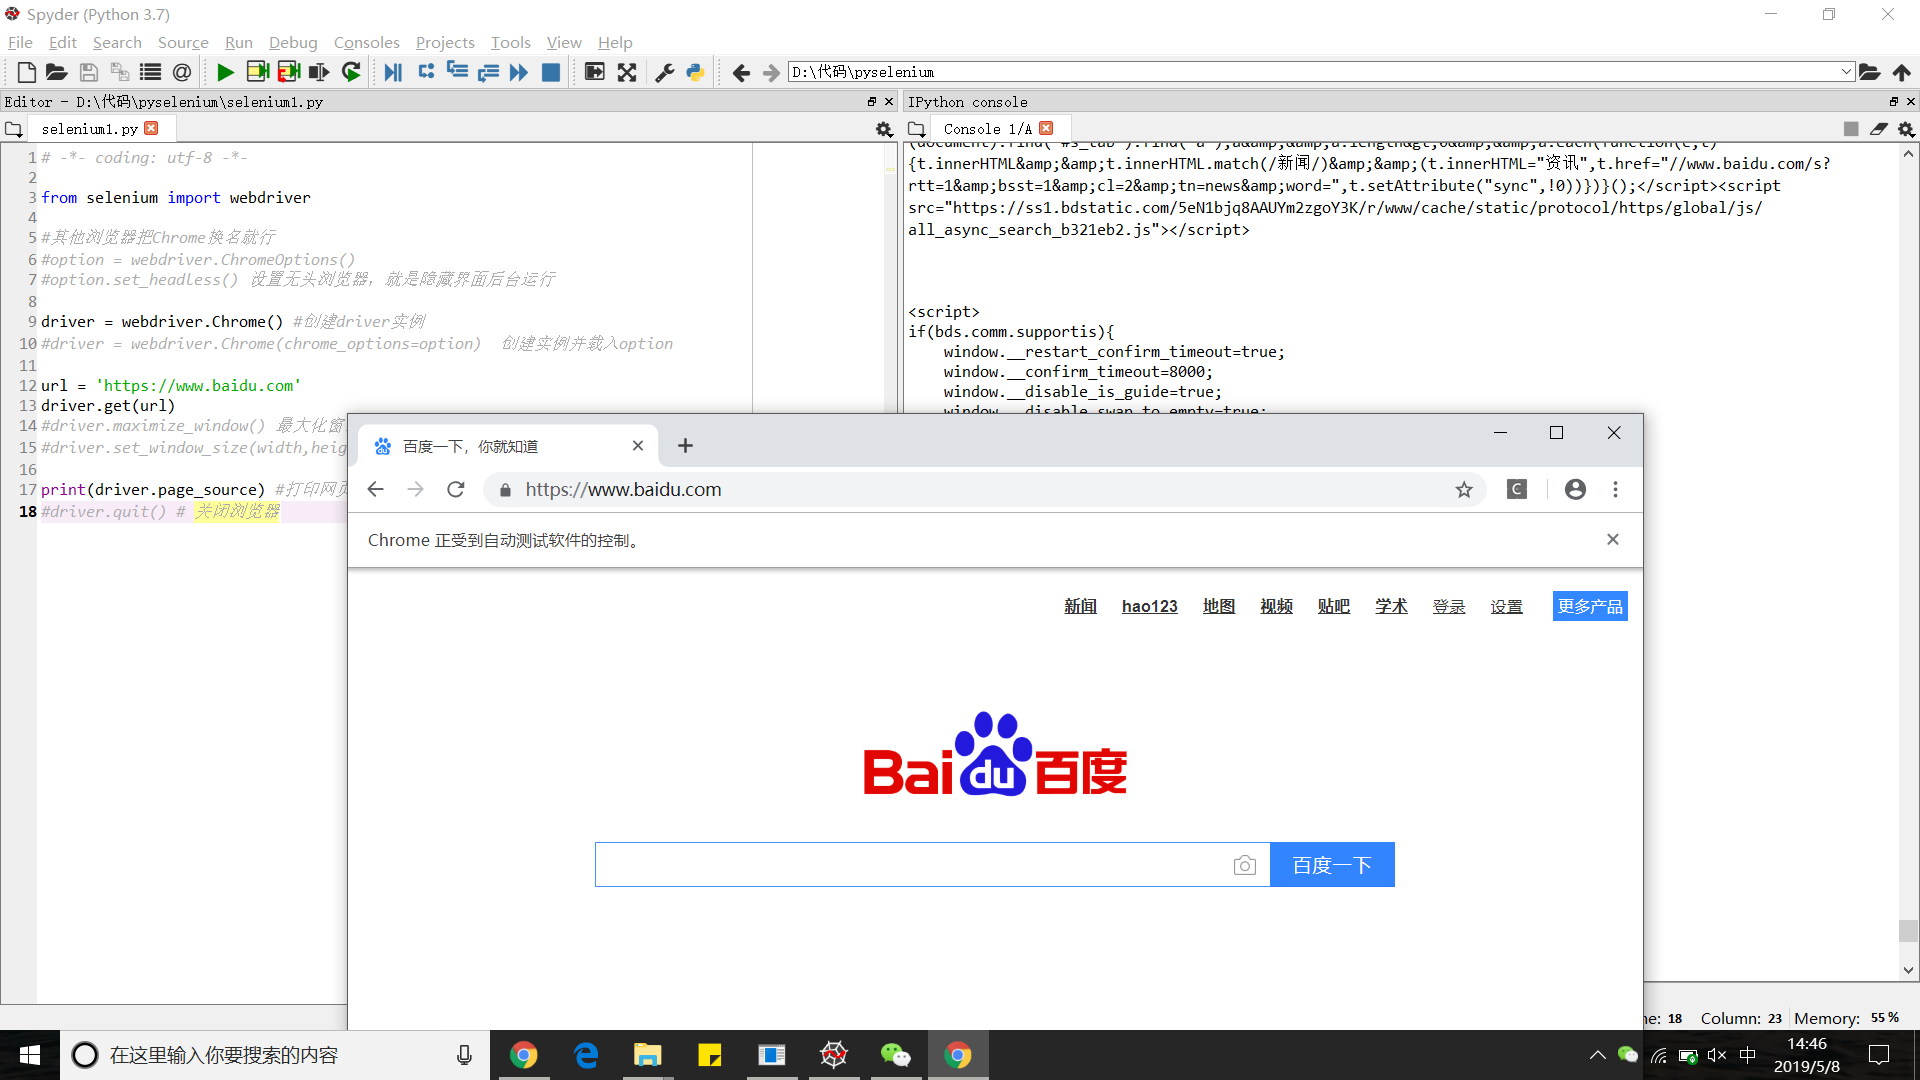 Spyder (Python 3.7)
File Edit Search Source Run Debug Consoles Projects Tools View Help
D:\代码\pyselenium
Editor - D:\代码\pyselenium\selenium1.py
selenium1.py
1 # -*- coding: utf-8 -*-
2
3 from selenium import webdriver
4
5 #其他浏览器把Chrome换名就行
6 #option = webdriver.ChromeOptions()
7 #option.set_headless() 设置无头浏览器，就是隐藏界面后台运行
8
9 driver = webdriver.Chrome() #创建driver实例
10 #driver = webdriver.Chrome(chrome_options=option) 创建实例并载入option
11
12 url = 'https://www.baidu.com'
13 driver.get(url)
14 #driver.maximize_window() 最大化窗
15 #driver.set_window_size(width,heig
16
17 print(driver.page_source) #打印网页
18 #driver.quit() # 关闭浏览器
IPython console
Console 1/A
{t.innerHTML&amp;&amp;t.innerHTML.match(/新闻/)&amp;&amp;(t.innerHTML="资讯",t.href="//www.baidu.com/s?
rtt=1&amp;bsst=1&amp;cl=2&amp;tn=news&amp;word=",t.setAttribute("sync",!0))})}();</script><script
src="https://ss1.bdstatic.com/5eN1bjq8AAUYm2zgoY3K/r/www/cache/static/protocol/https/global/js/
all_async_search_b321eb2.js"></script>
<script>
if(bds.comm.supportis){
window.__restart_confirm_timeout=true;
window.__confirm_timeout=8000;
window.__disable_is_guide=true;
window.__disable_swap_to_empty=true;
百度一下，你就知道
https://www.baidu.com
C
Chrome 正受到自动测试软件的控制。
新闻 hao123 地图 视频 贴吧 学术 登录 设置 更多产品
Bai du 百度
百度一下
ne: 18 Column: 23 Memory: 55 %
在这里输入你要搜索的内容
中
14:46
2019/5/8